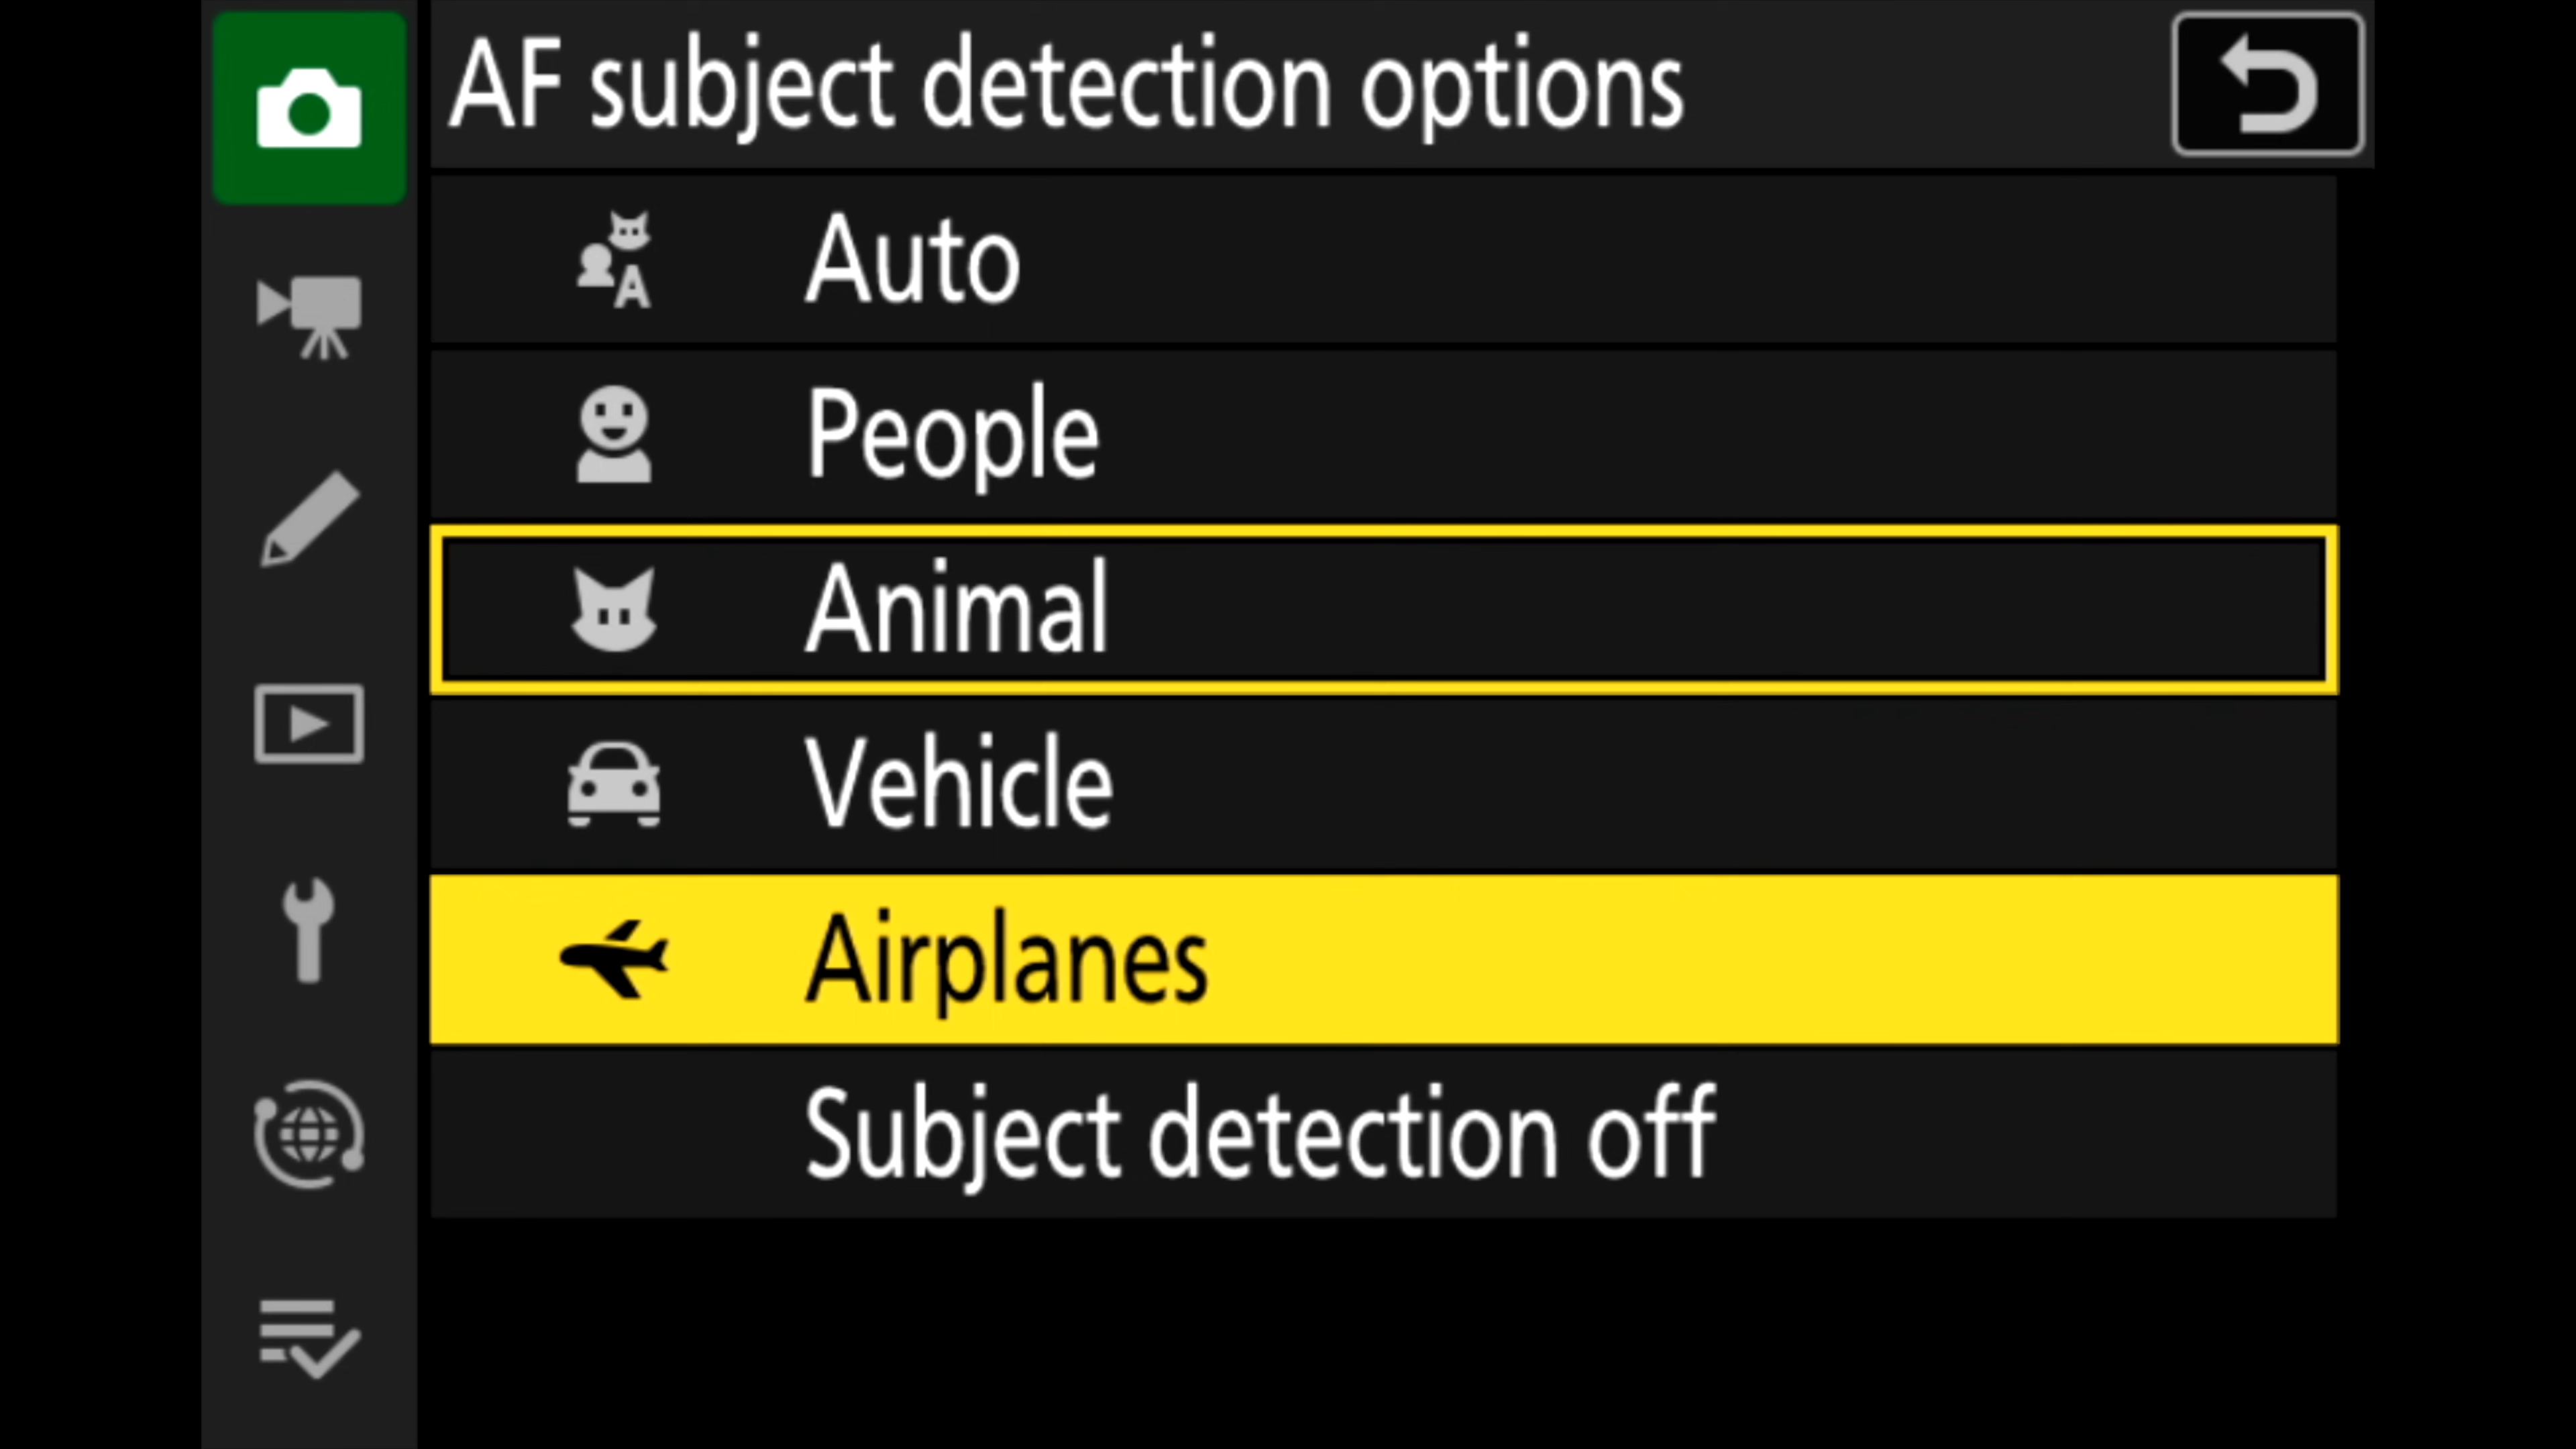 AF subject detection options
Auto
People
Animal
Vehicle
Airplanes
Subject detection off